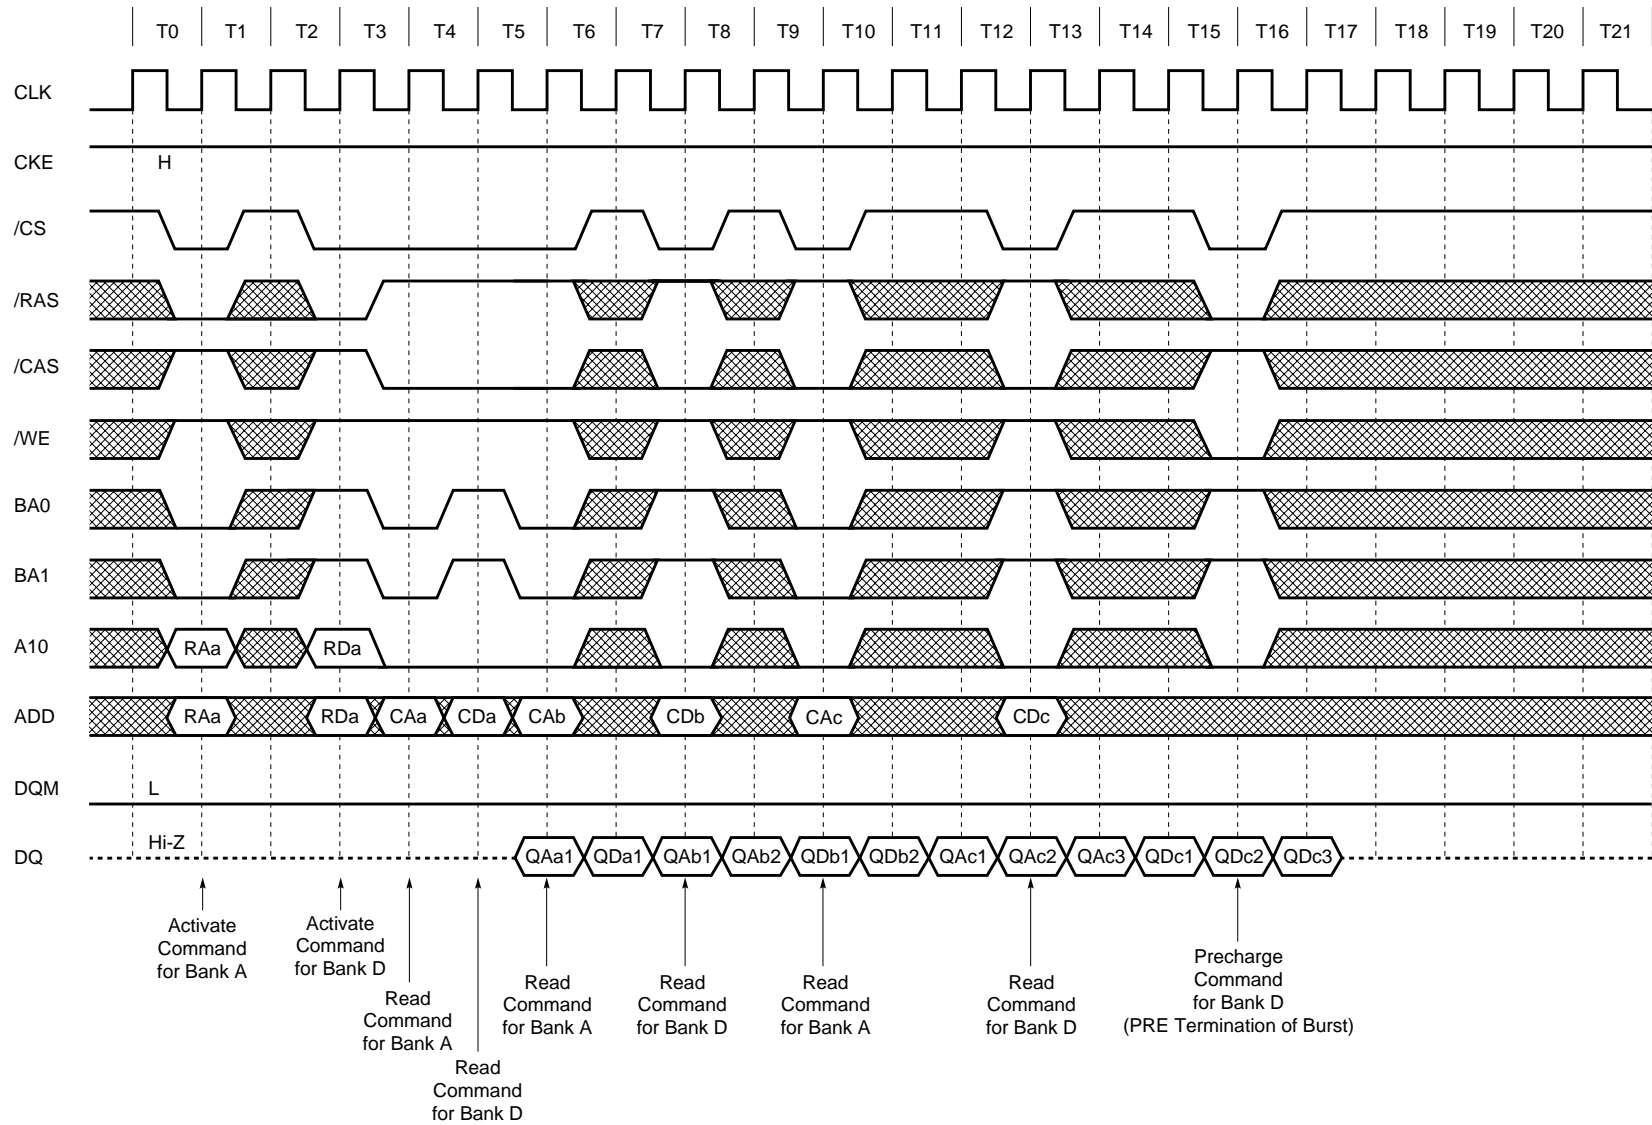 T0 T1 T2 T3 T4 T5 T6 T7 T8 T9 T10 T11 T12 T13 T14 T15 T16 T17 T18 T19 T20 T21
CLK
CKE H
/CS
/RAS
/CAS
/WE
BA0
BA1
A10 RAa RDa
ADD RAa RDa CAa CDa CAb CDb CAc CDc
DQM L
Hi-Z
DQ QAa1 QDa1 QAb1 QAb2 QDb1 QDb2 QAc1 QAc2 QAc3 QDc1 QDc2 QDc3
Activate
Command
for Bank A
Activate
Command
for Bank D
Read
Command
for Bank A
Read
Command
for Bank D
Read
Command
for Bank A
Read
Command
for Bank D
Read
Command
for Bank A
Read
Command
for Bank D
Precharge
Command
for Bank D
(PRE Termination of Burst)